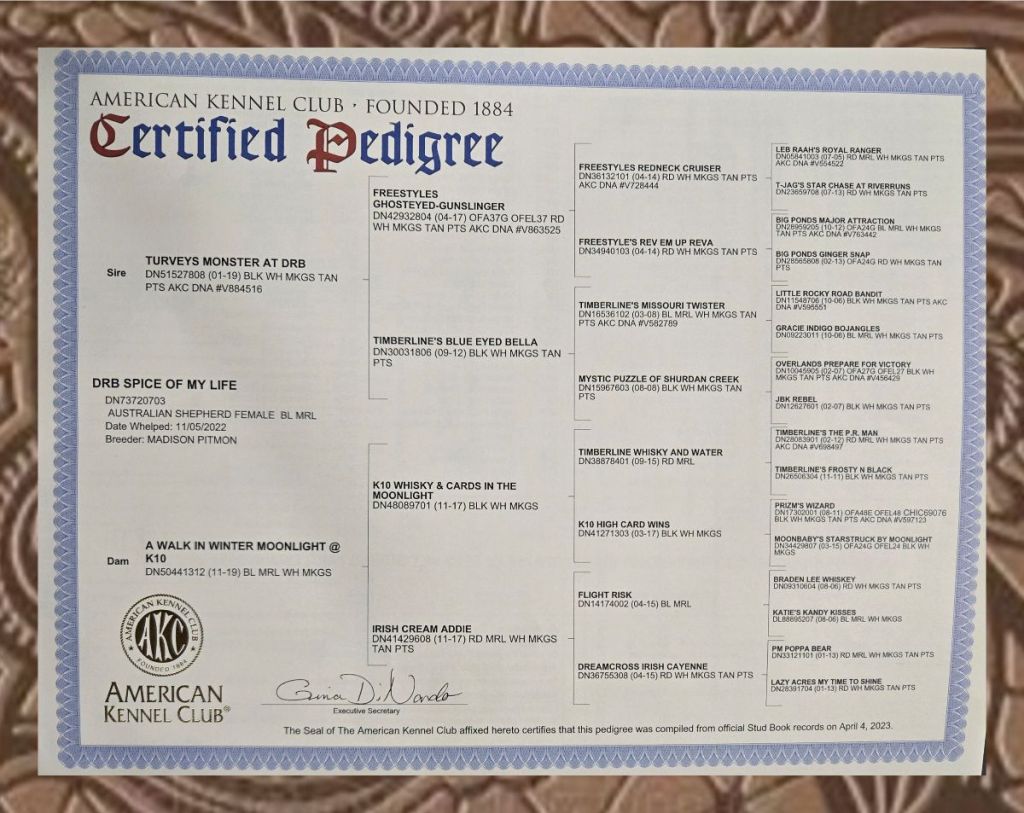 AMERICAN KENNEL CLUB · FOUNDED 1884
Certified Pedigree
Sire
TURVEYS MONSTER AT DRB
DN51527808 (01-19) BLK WH MKGS TAN
PTS AKC DNA #V884516
DRB SPICE OF MY LIFE
DN73720703
AUSTRALIAN SHEPHERD FEMALE BL MRL
Date Whelped: 11/05/2022
Breeder: MADISON PITMON
Dam
A WALK IN WINTER MOONLIGHT @
K10
DN50441312 (11-19) BL MRL WH MKGS
FREESTYLES
GHOSTEYED-GUNSLINGER
DN42932804 (04-17) OFA37G OFEL37 RD
WH MKGS TAN PTS AKC DNA #V863525
TIMBERLINE'S BLUE EYED BELLA
DN30031806 (09-12) BLK WH MKGS TAN
PTS
K10 WHISKY & CARDS IN THE
MOONLIGHT
DN48089701 (11-17) BLK WH MKGS
IRISH CREAM ADDIE
DN41429608 (11-17) RD MRL WH MKGS
TAN PTS
FREESTYLES REDNECK CRUISER
DN36132101 (04-14) RD WH MKGS TAN PTS
AKC DNA #V728444
FREESTYLE'S REV EM UP REVA
DN34940103 (04-14) RD WH MKGS TAN PTS
TIMBERLINE'S MISSOURI TWISTER
DN16536102 (03-08) BL MRL WH MKGS TAN
PTS AKC DNA #V582789
MYSTIC PUZZLE OF SHURDAN CREEK
DN15967603 (08-08) BLK WH MKGS TAN
PTS
TIMBERLINE WHISKY AND WATER
DN38878401 (09-15) RD MRL
K10 HIGH CARD WINS
DN41271303 (03-17) BLK WH MKGS
FLIGHT RISK
DN14174002 (04-15) BL MRL
DREAMCROSS IRISH CAYENNE
DN36755308 (04-15) RD WH MKGS TAN PTS
LEB RAAH'S ROYAL RANGER
DN05841003 (07-05) RD MRL WH MKGS TAN PTS
AKC DNA #V554522
T-JAG'S STAR CHASE AT RIVERRUNS
DN23659708 (07-13) RD WH MKGS TAN PTS
BIG PONDS MAJOR ATTRACTION
DN28959205 (10-12) OFA24G BL MRL WH MKGS
TAN PTS AKC DNA #V763442
BIG PONDS GINGER SNAP
DN28565808 (02-13) OFA24G RD WH MKGS TAN
PTS
LITTLE ROCKY ROAD BANDIT
DN11548706 (10-06) BLK WH MKGS TAN PTS AKC
DNA #V595551
GRACIE INDIGO BOJANGLES
DN09223011 (10-06) BL MRL WH MKGS TAN PTS
OVERLANDS PREPARE FOR VICTORY
DN10045905 (02-07) OFA27G OFEL27 BLK WH
MKGS TAN PTS AKC DNA #V456429
JBK REBEL
DN12627601 (02-07) BLK WH MKGS TAN PTS
TIMBERLINE'S THE P.R. MAN
DN28083901 (02-12) RD MRL WH MKGS TAN PTS
AKC DNA #V698497
TIMBERLINE'S FROSTY N BLACK
DN26506304 (11-11) BLK WH MKGS TAN PTS
PRIZM'S WIZARD
DN17302001 (08-11) OFA48E OFEL48 CHIC69076
BLK WH MKGS TAN PTS AKC DNA #V597123
MOONBABY'S STARSTRUCK BY MOONLIGHT
DN34429807 (03-15) OFA24G OFEL24 BLK WH
MKGS
BRADEN LEE WHISKEY
DN09310604 (08-06) RD WH MKGS TAN PTS
KATIE'S KANDY KISSES
DL88895207 (08-06) BL MRL WH MKGS
PM POPPA BEAR
DN33121101 (01-13) RD MRL WH MKGS TAN PTS
LAZY ACRES MY TIME TO SHINE
DN28391704 (01-13) RD WH MKGS TAN PTS
AMERICAN KENNEL CLUB
AKC
FOUNDED 1884
AMERICAN
KENNEL CLUB®
Gina DiNardo
Executive Secretary
The Seal of The American Kennel Club affixed hereto certifies that this pedigree was compiled from official Stud Book records on April 4, 2023.